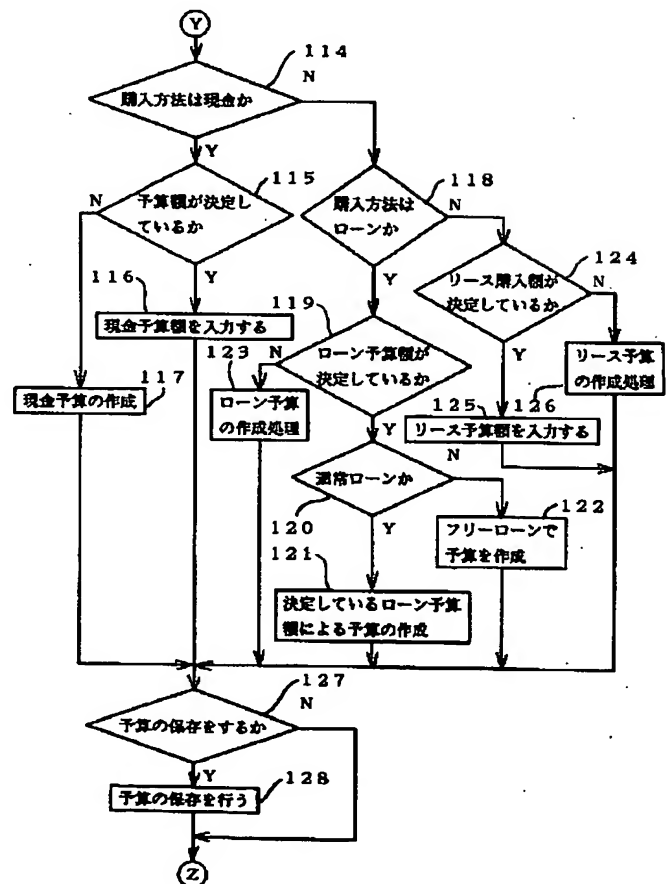 Y
114
N
購入方法は現金か
Y
115
N
予算額が決定し
ているか
Y
118
購入方法は
ローンか
N
Y
116
現金予算額を入力する
124
リース購入額が
決定しているか
N
Y
119
ローン予算額が
決定しているか
N
Y
123
ローン予算
の作成処理
リース予算
の作成処理
126
125
リース予算額を入力する
現金予算の作成
117
通常ローンか
N
120
Y
122
フリーローンで
予算を作成
121
決定しているローン予算
額による予算の作成
127
N
予算の保存をするか
Y
128
予算の保存を行う
Z